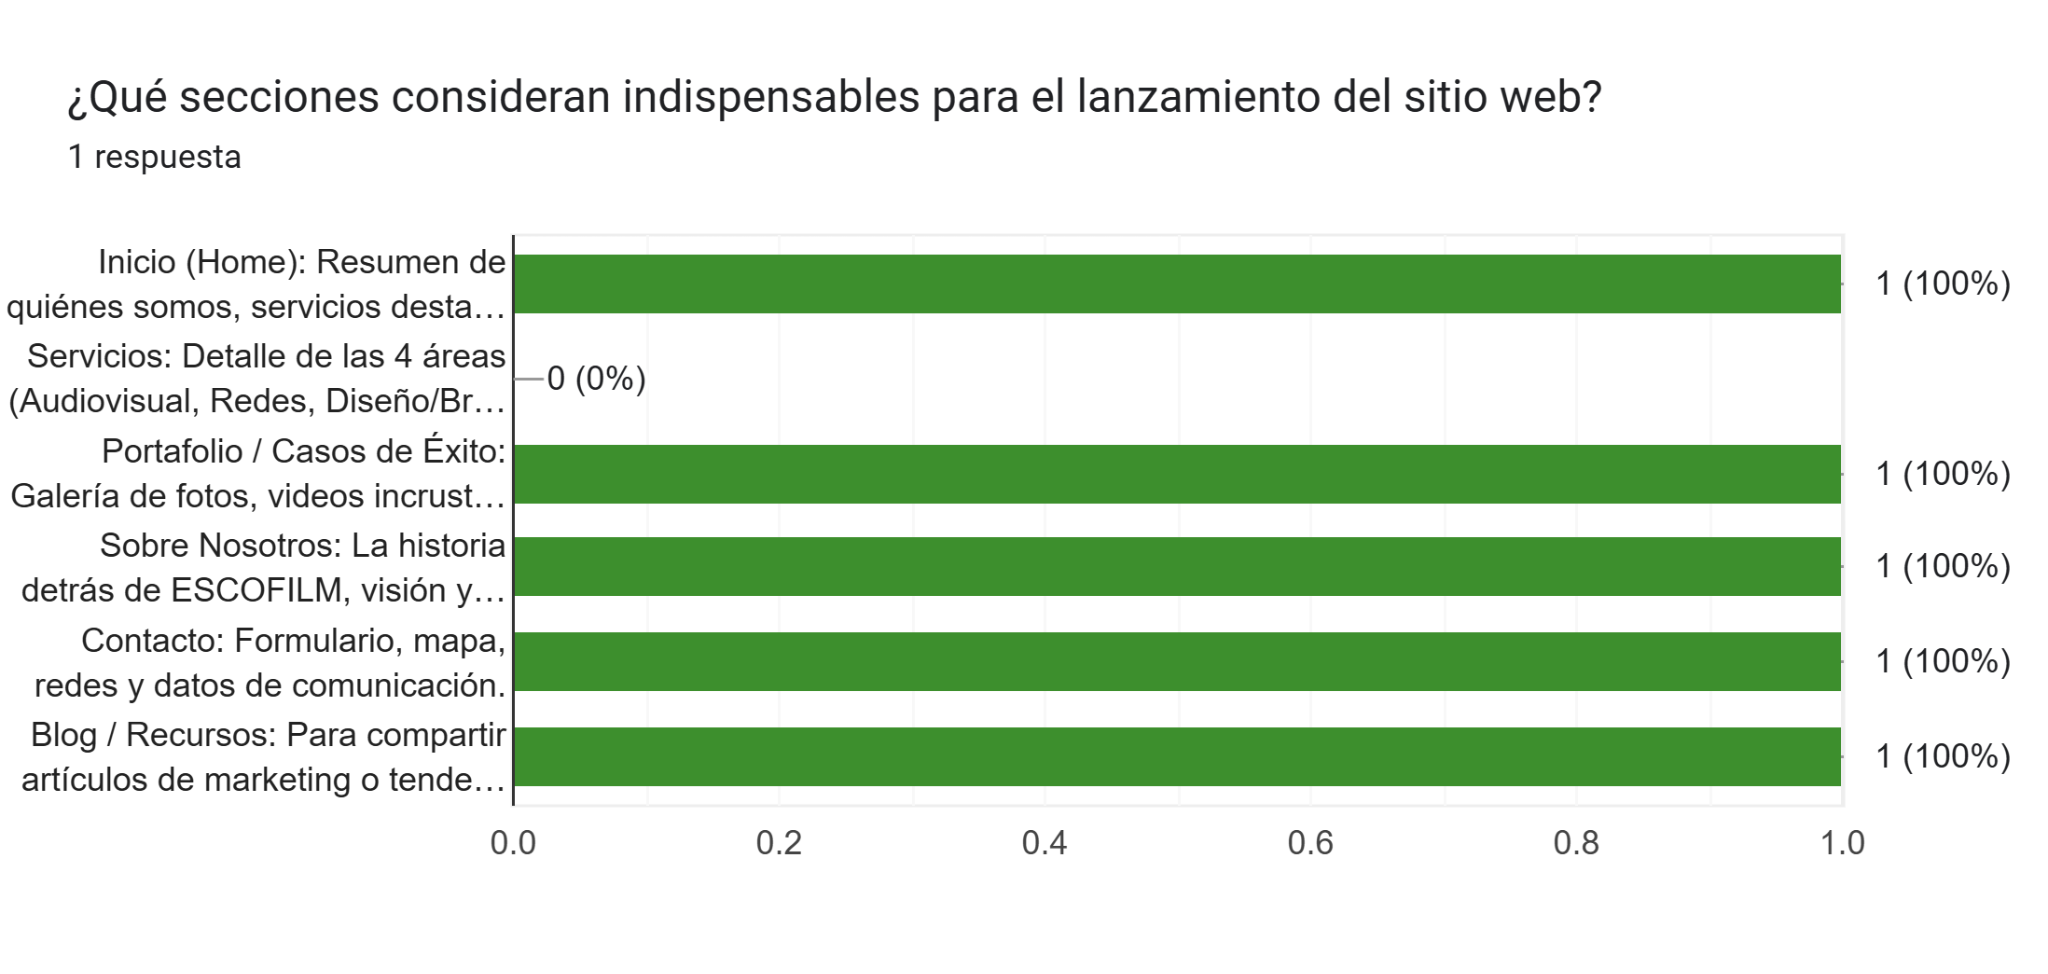 ¿Qué secciones consideran indispensables para el lanzamiento del sitio web?
1 respuesta
Inicio (Home): Resumen de
quiénes somos, servicios desta…
1 (100%)
Servicios: Detalle de las 4 áreas
(Audiovisual, Redes, Diseño/Br…
0 (0%)
Portafolio / Casos de Éxito:
Galería de fotos, videos incrust…
1 (100%)
Sobre Nosotros: La historia
detrás de ESCOFILM, visión y…
1 (100%)
Contacto: Formulario, mapa,
redes y datos de comunicación.
1 (100%)
Blog / Recursos: Para compartir
artículos de marketing o tende…
1 (100%)
0.0 0.2 0.4 0.6 0.8 1.0